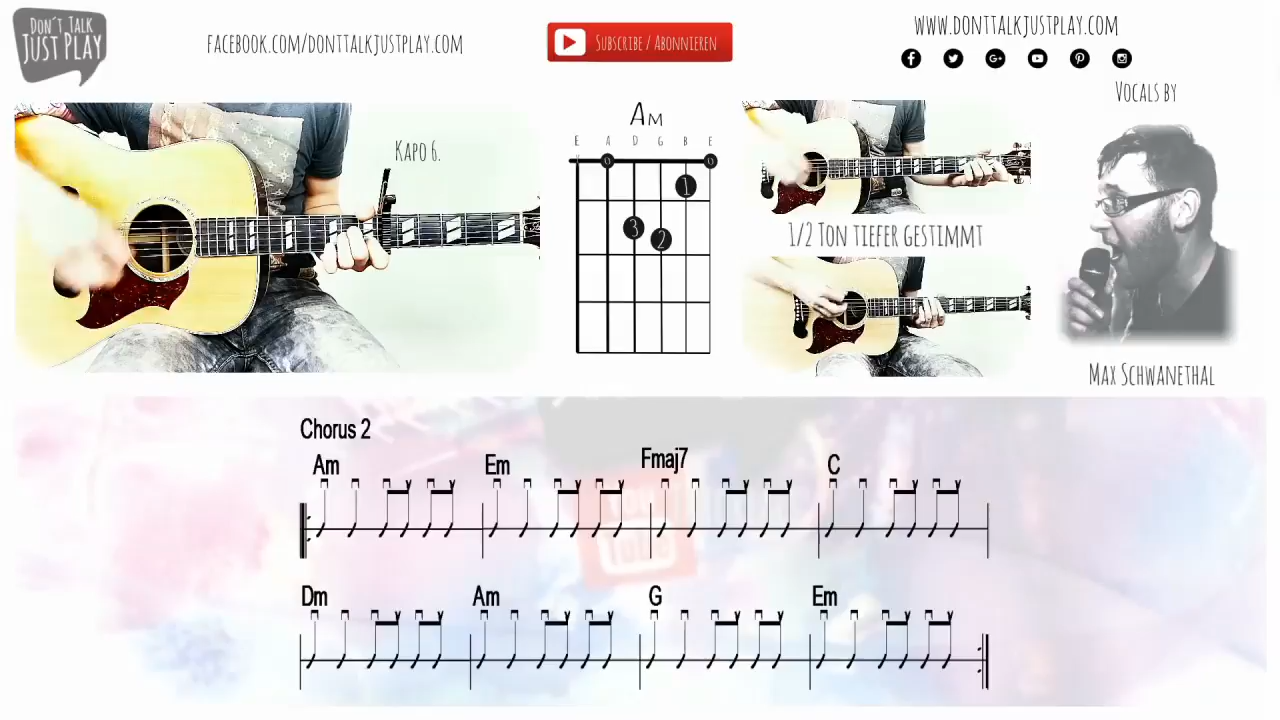 Don´t Talk
Just Play
facebook.com/donttalkjustplay.com
Subscribe / Abonnieren
www.donttalkjustplay.com
Vocals by
Kapo 6.
Am
E A D G B E
1
3
2
1/2 Ton tiefer gestimmt
Max Schwanethal
Chorus 2
Am Em Fmaj7 C
Dm Am G Em